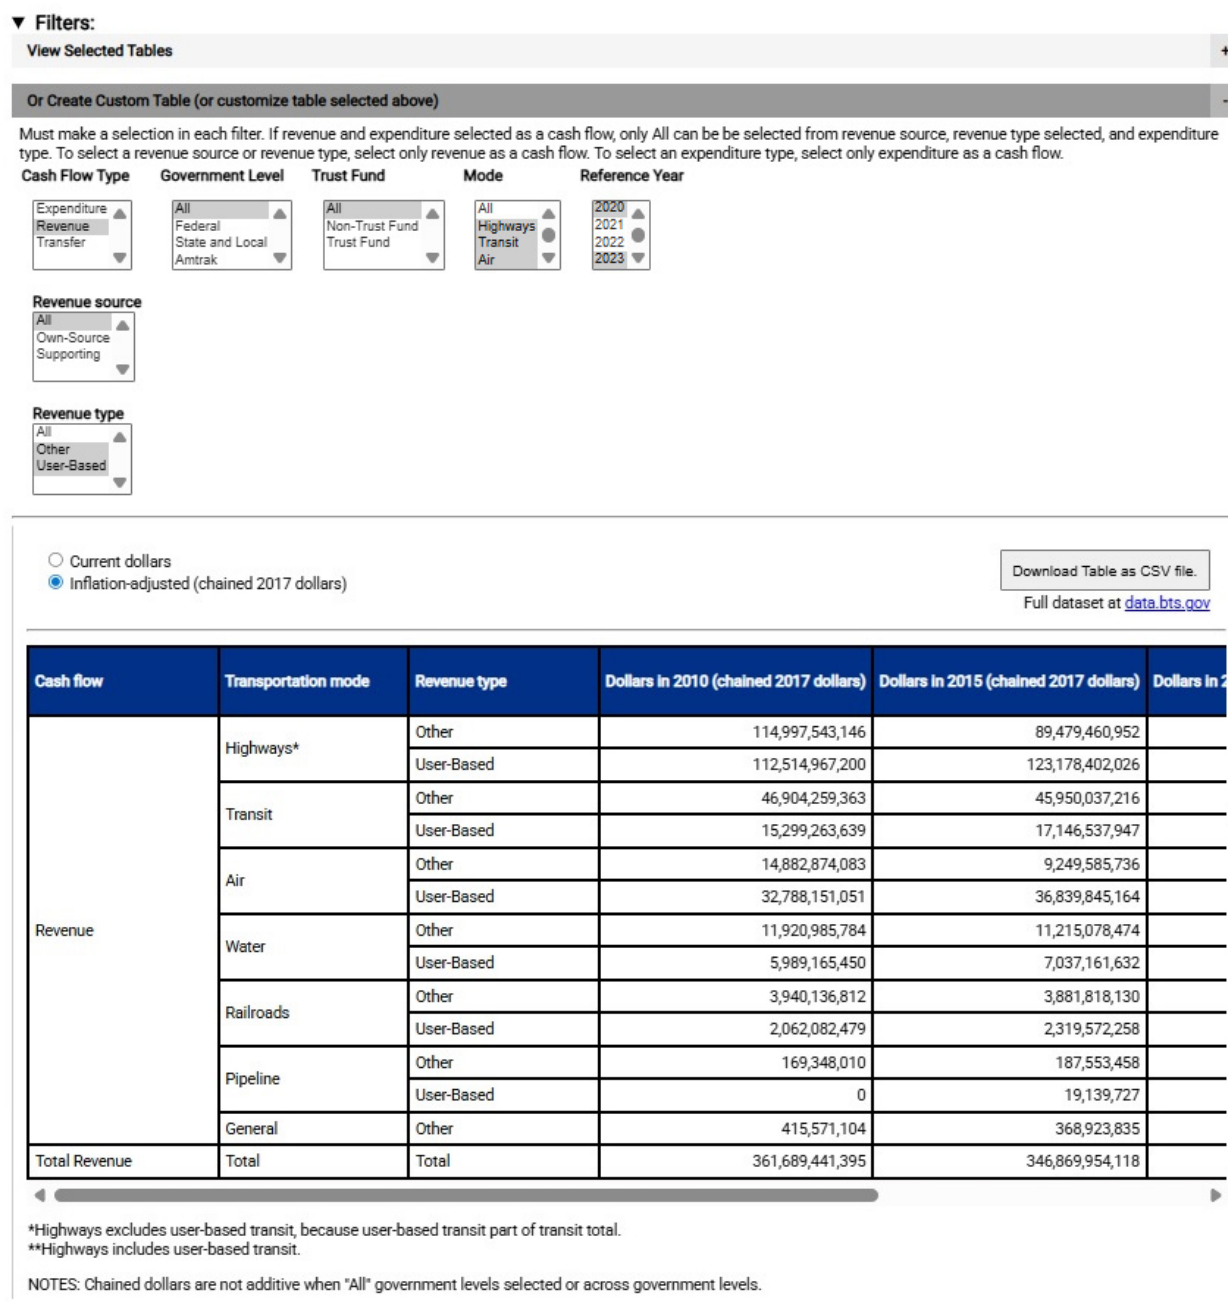 ▼ Filters:
View Selected Tables +
Or Create Custom Table (or customize table selected above) -
Must make a selection in each filter. If revenue and expenditure selected as a cash flow, only All can be be selected from revenue source, revenue type selected, and expenditure
type. To select a revenue source or revenue type, select only revenue as a cash flow. To select an expenditure type, select only expenditure as a cash flow.
Cash Flow Type Government Level Trust Fund Mode Reference Year
Expenditure All All All 2020
Revenue Federal Non-Trust Fund Highways 2021
Transfer State and Local Trust Fund Transit 2022
Amtrak Air 2023
Revenue source
All
Own-Source
Supporting
Revenue type
All
Other
User-Based
Current dollars
Inflation-adjusted (chained 2017 dollars)
Download Table as CSV file.
Full dataset at data.bts.gov
Cash flow Transportation mode Revenue type Dollars in 2010 (chained 2017 dollars) Dollars in 2015 (chained 2017 dollars) Dollars in 2
Revenue
Highways*
Other 114,997,543,146 89,479,460,952
User-Based 112,514,967,200 123,178,402,026
Transit
Other 46,904,259,363 45,950,037,216
User-Based 15,299,263,639 17,146,537,947
Air
Other 14,882,874,083 9,249,585,736
User-Based 32,788,151,051 36,839,845,164
Water
Other 11,920,985,784 11,215,078,474
User-Based 5,989,165,450 7,037,161,632
Railroads
Other 3,940,136,812 3,881,818,130
User-Based 2,062,082,479 2,319,572,258
Pipeline
Other 169,348,010 187,553,458
User-Based 0 19,139,727
General Other 415,571,104 368,923,835
Total Revenue Total Total 361,689,441,395 346,869,954,118
*Highways excludes user-based transit, because user-based transit part of transit total.
**Highways includes user-based transit.
NOTES: Chained dollars are not additive when "All" government levels selected or across government levels.